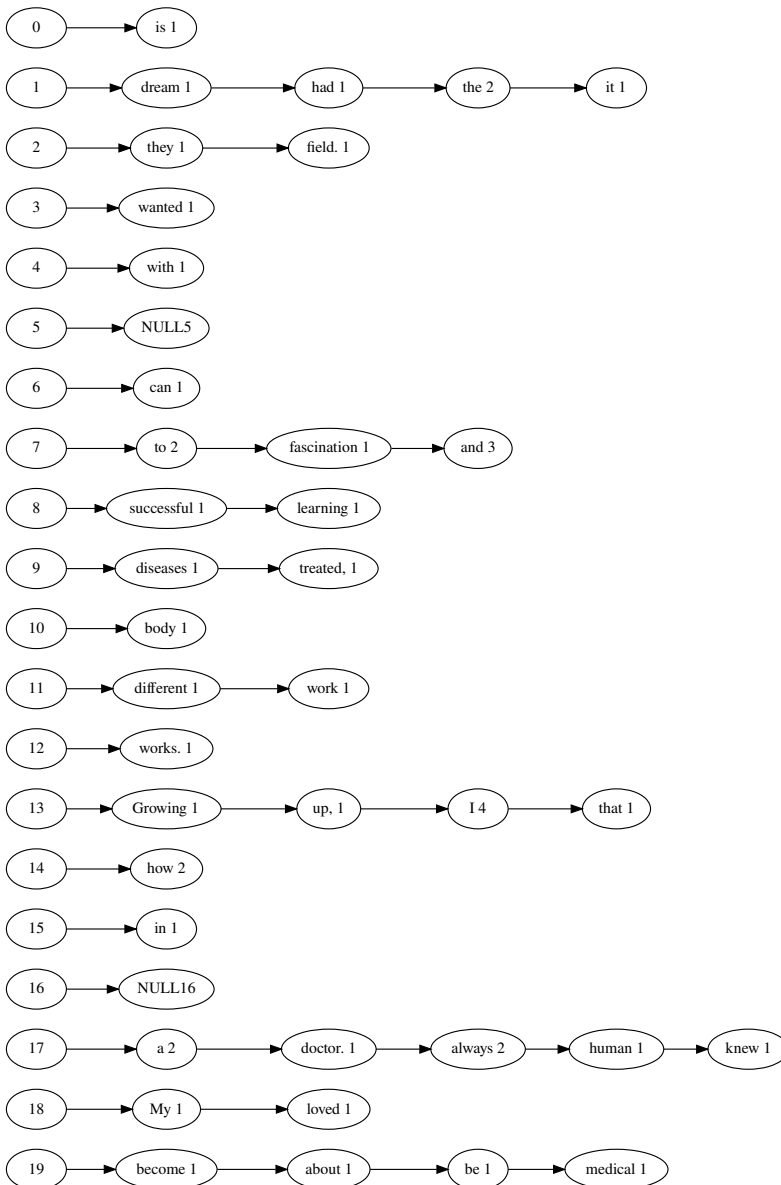 0 is 1
1 dream 1 had 1 the 2 it 1
2 they 1 field. 1
3 wanted 1
4 with 1
5 NULL5
6 can 1
7 to 2 fascination 1 and 3
8 successful 1 learning 1
9 diseases 1 treated, 1
10 body 1
11 different 1 work 1
12 works. 1
13 Growing 1 up, 1 I 4 that 1
14 how 2
15 in 1
16 NULL16
17 a 2 doctor. 1 always 2 human 1 knew 1
18 My 1 loved 1
19 become 1 about 1 be 1 medical 1